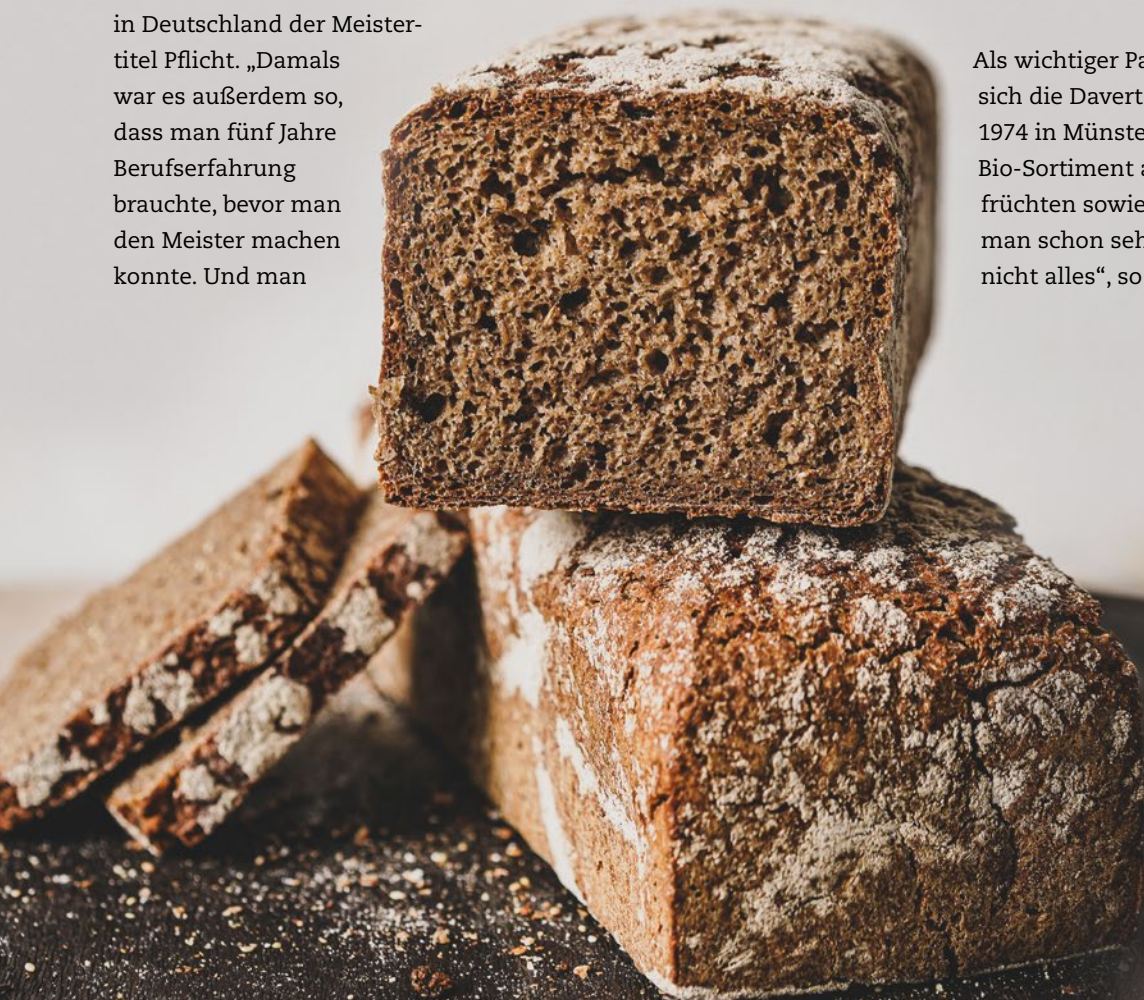 in Deutschland der Meister-
titel Pflicht. „Damals
war es außerdem so,
dass man fünf Jahre
Berufserfahrung
brauchte, bevor man
den Meister machen
konnte. Und man
Als wichtiger
sich die Davert
1974 in
Bio-Sortiment
früchten sowie
man schon
nicht alles“, so